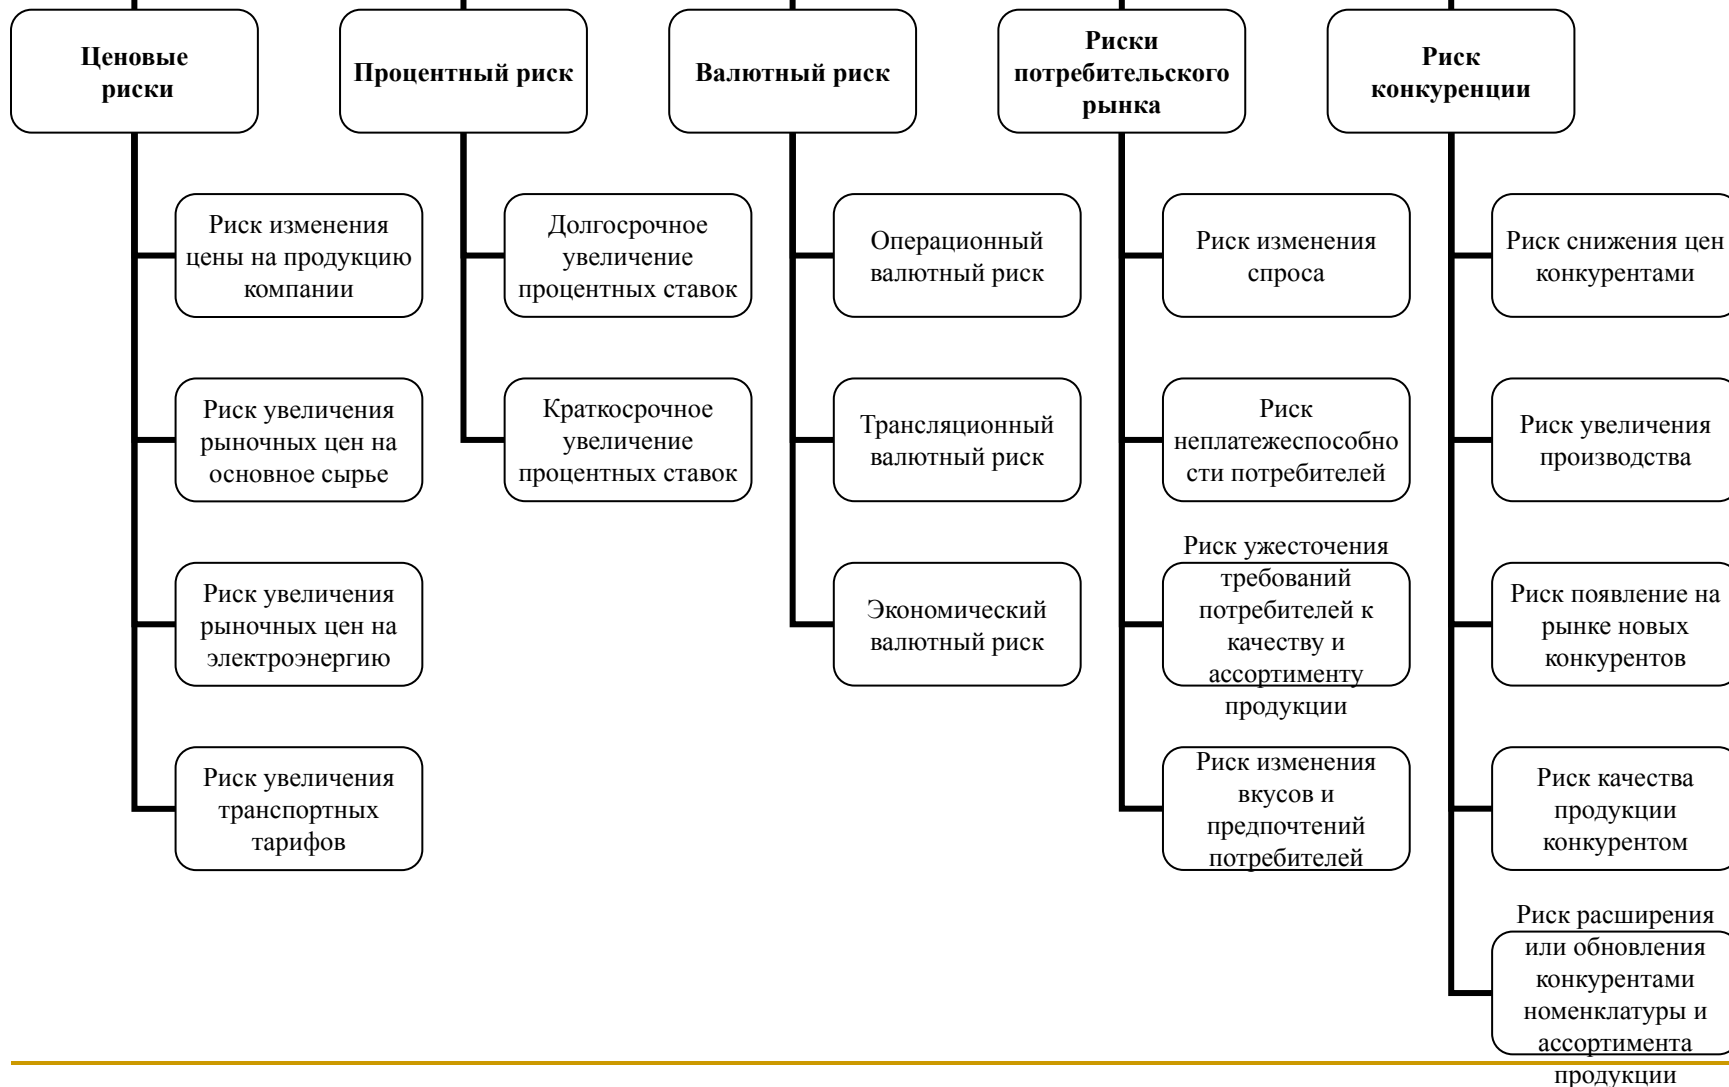 Ценовые
риски
Процентный риск
Валютный риск
Риски
потребительского
рынка
Риск
конкуренции
Риск изменения
цены на продукцию
компании
Риск увеличения
рыночных цен на
основное сырье
Риск увеличения
рыночных цен на
электроэнергию
Риск увеличения
транспортных
тарифов
Долгосрочное
увеличение
процентных ставок
Краткосрочное
увеличение
процентных ставок
Операционный
валютный риск
Трансляционный
валютный риск
Экономический
валютный риск
Риск изменения
спроса
Риск
неплатежеспособно
сти потребителей
Риск ужесточения
требований
потребителей к
качеству и
ассортименту
продукции
Риск изменения
вкусов и
предпочтений
потребителей
Риск снижения цен
конкурентами
Риск увеличения
производства
Риск появление на
рынке новых
конкурентов
Риск качества
продукции
конкурентом
Риск расширения
или обновления
конкурентами
номенклатуры и
ассортимента
продукции